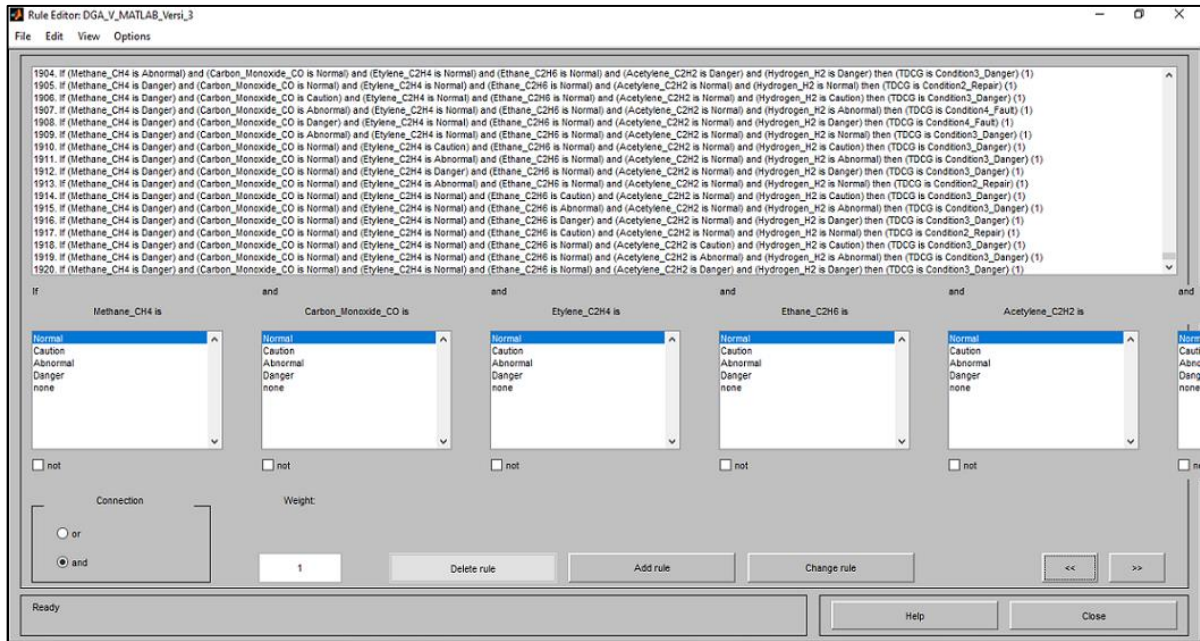 Rule Editor: DGA_V_MATLAB_Versi_3
File Edit View Options
1904. If (Methane_CH4 is Abnormal) and (Carbon_Monoxide_CO is Normal) and (Etylene_C2H4 is Normal) and (Ethane_C2H6 is Normal) and (Acetylene_C2H2 is Danger) and (Hydrogen_H2 is Danger) then (TDCG is Condition3_Danger) (1)
1905. If (Methane_CH4 is Danger) and (Carbon_Monoxide_CO is Normal) and (Etylene_C2H4 is Normal) and (Ethane_C2H6 is Normal) and (Acetylene_C2H2 is Normal) and (Hydrogen_H2 is Normal) then (TDCG is Condition2_Repair) (1)
1906. If (Methane_CH4 is Danger) and (Carbon_Monoxide_CO is Caution) and (Etylene_C2H4 is Normal) and (Ethane_C2H6 is Normal) and (Acetylene_C2H2 is Normal) and (Hydrogen_H2 is Caution) then (TDCG is Condition3_Danger) (1)
1907. If (Methane_CH4 is Danger) and (Carbon_Monoxide_CO is Abnormal) and (Etylene_C2H4 is Normal) and (Ethane_C2H6 is Normal) and (Acetylene_C2H2 is Normal) and (Hydrogen_H2 is Abnormal) then (TDCG is Condition4_Fault) (1)
1908. If (Methane_CH4 is Danger) and (Carbon_Monoxide_CO is Danger) and (Etylene_C2H4 is Normal) and (Ethane_C2H6 is Normal) and (Acetylene_C2H2 is Normal) and (Hydrogen_H2 is Danger) then (TDCG is Condition4_Fault) (1)
1909. If (Methane_CH4 is Danger) and (Carbon_Monoxide_CO is Abnormal) and (Etylene_C2H4 is Normal) and (Ethane_C2H6 is Normal) and (Acetylene_C2H2 is Normal) and (Hydrogen_H2 is Normal) then (TDCG is Condition3_Danger) (1)
1910. If (Methane_CH4 is Danger) and (Carbon_Monoxide_CO is Normal) and (Etylene_C2H4 is Caution) and (Ethane_C2H6 is Normal) and (Acetylene_C2H2 is Normal) and (Hydrogen_H2 is Caution) then (TDCG is Condition3_Danger) (1)
1911. If (Methane_CH4 is Danger) and (Carbon_Monoxide_CO is Normal) and (Etylene_C2H4 is Abnormal) and (Ethane_C2H6 is Normal) and (Acetylene_C2H2 is Normal) and (Hydrogen_H2 is Abnormal) then (TDCG is Condition3_Danger) (1)
1912. If (Methane_CH4 is Danger) and (Carbon_Monoxide_CO is Normal) and (Etylene_C2H4 is Danger) and (Ethane_C2H6 is Normal) and (Acetylene_C2H2 is Normal) and (Hydrogen_H2 is Danger) then (TDCG is Condition3_Danger) (1)
1913. If (Methane_CH4 is Danger) and (Carbon_Monoxide_CO is Normal) and (Etylene_C2H4 is Abnormal) and (Ethane_C2H6 is Normal) and (Acetylene_C2H2 is Normal) and (Hydrogen_H2 is Normal) then (TDCG is Condition2_Repair) (1)
1914. If (Methane_CH4 is Danger) and (Carbon_Monoxide_CO is Normal) and (Etylene_C2H4 is Normal) and (Ethane_C2H6 is Caution) and (Acetylene_C2H2 is Normal) and (Hydrogen_H2 is Caution) then (TDCG is Condition3_Danger) (1)
1915. If (Methane_CH4 is Danger) and (Carbon_Monoxide_CO is Normal) and (Etylene_C2H4 is Normal) and (Ethane_C2H6 is Abnormal) and (Acetylene_C2H2 is Normal) and (Hydrogen_H2 is Abnormal) then (TDCG is Condition3_Danger) (1)
1916. If (Methane_CH4 is Danger) and (Carbon_Monoxide_CO is Normal) and (Etylene_C2H4 is Normal) and (Ethane_C2H6 is Danger) and (Acetylene_C2H2 is Normal) and (Hydrogen_H2 is Danger) then (TDCG is Condition3_Danger) (1)
1917. If (Methane_CH4 is Danger) and (Carbon_Monoxide_CO is Normal) and (Etylene_C2H4 is Normal) and (Ethane_C2H6 is Caution) and (Acetylene_C2H2 is Normal) and (Hydrogen_H2 is Normal) then (TDCG is Condition2_Repair) (1)
1918. If (Methane_CH4 is Danger) and (Carbon_Monoxide_CO is Normal) and (Etylene_C2H4 is Normal) and (Ethane_C2H6 is Normal) and (Acetylene_C2H2 is Caution) and (Hydrogen_H2 is Caution) then (TDCG is Condition3_Danger) (1)
1919. If (Methane_CH4 is Danger) and (Carbon_Monoxide_CO is Normal) and (Etylene_C2H4 is Normal) and (Ethane_C2H6 is Normal) and (Acetylene_C2H2 is Abnormal) and (Hydrogen_H2 is Abnormal) then (TDCG is Condition3_Danger) (1)
1920. If (Methane_CH4 is Danger) and (Carbon_Monoxide_CO is Normal) and (Etylene_C2H4 is Normal) and (Ethane_C2H6 is Normal) and (Acetylene_C2H2 is Danger) and (Hydrogen_H2 is Danger) then (TDCG is Condition3_Danger) (1)
If and and and and and
Methane_CH4 is Carbon_Monoxide_CO is Etylene_C2H4 is Ethane_C2H6 is Acetylene_C2H2 is
Normal Normal Normal Normal Normal Norm
Caution Caution Caution Caution Caution Cauti
Abnormal Abnormal Abnormal Abnormal Abnormal Abno
Danger Danger Danger Danger Danger Dang
none none none none none none
not not not not not
Connection Weight:
or
and 1 Delete rule Add rule Change rule << >>
Ready Help Close